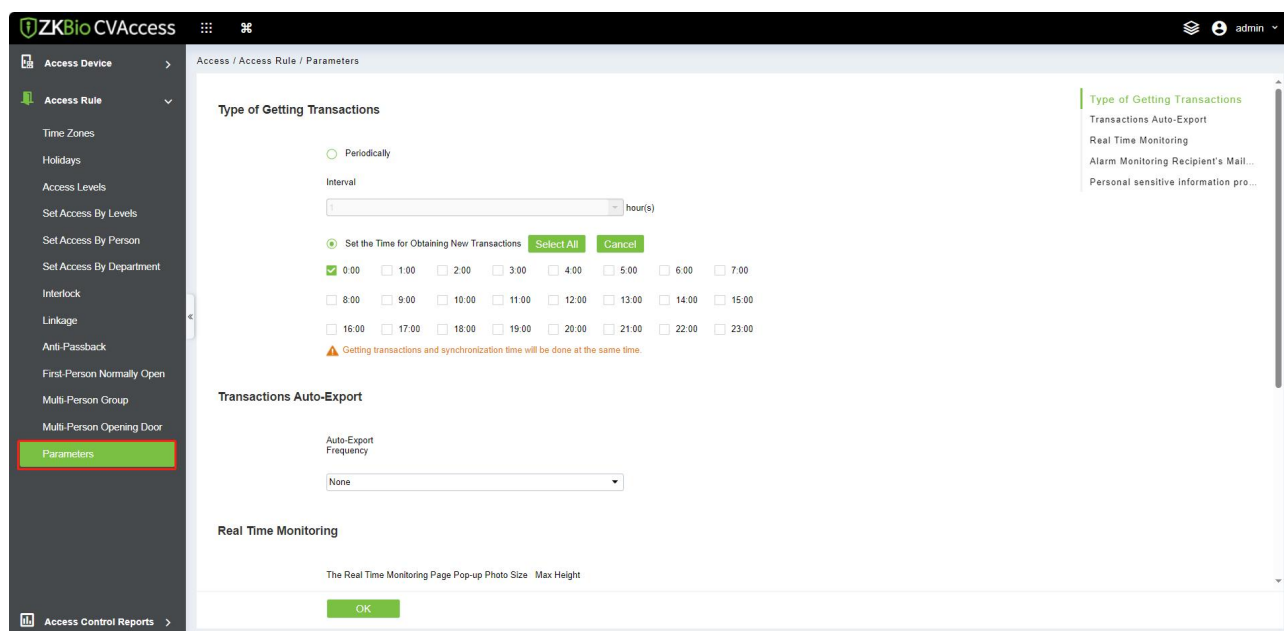 ZKBio CVAccess
admin
Access Device
Access Rule
Time Zones
Holidays
Access Levels
Set Access By Levels
Set Access By Person
Set Access By Department
Interlock
Linkage
Anti-Passback
First-Person Normally Open
Multi-Person Group
Multi-Person Opening Door
Parameters
Access Control Reports
Access / Access Rule / Parameters
Type of Getting Transactions
Periodically
Interval
1 hour(s)
Set the Time for Obtaining New Transactions Select All Cancel
0:00 1:00 2:00 3:00 4:00 5:00 6:00 7:00
8:00 9:00 10:00 11:00 12:00 13:00 14:00 15:00
16:00 17:00 18:00 19:00 20:00 21:00 22:00 23:00
Getting transactions and synchronization time will be done at the same time.
Transactions Auto-Export
Auto-Export
Frequency
None
Real Time Monitoring
The Real Time Monitoring Page Pop-up Photo Size Max Height
OK
Type of Getting Transactions
Transactions Auto-Export
Real Time Monitoring
Alarm Monitoring Recipient's Mail...
Personal sensitive information pro...